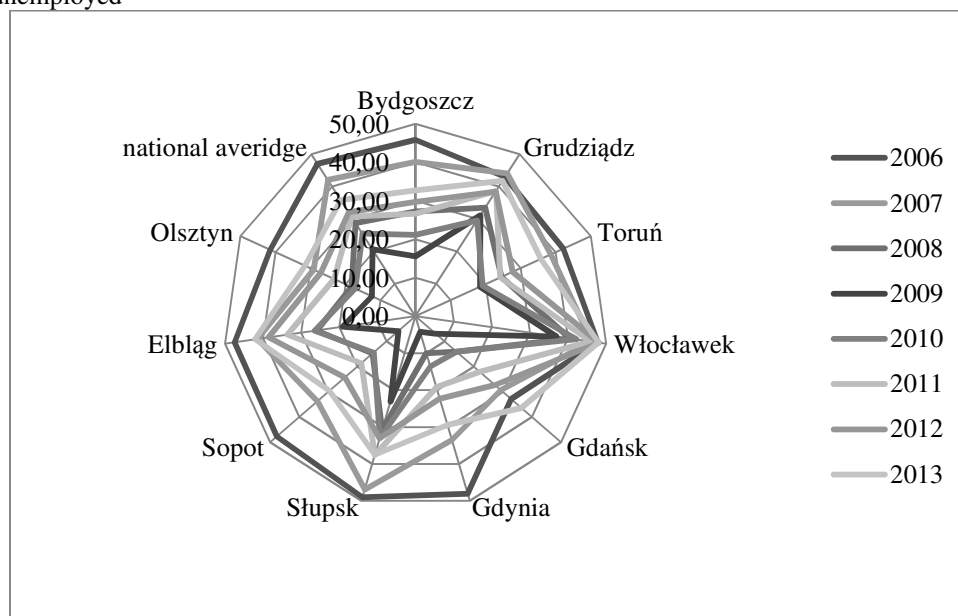 unemployed
Bydgoszcz
50,00
40,00
30,00
20,00
10,00
0,00
national averidge
Grudziądz
Olsztyn
Toruń
Elbląg
Włocławek
Sopot
Gdańsk
Słupsk
Gdynia
2006
2007
2008
2009
2010
2011
2012
2013